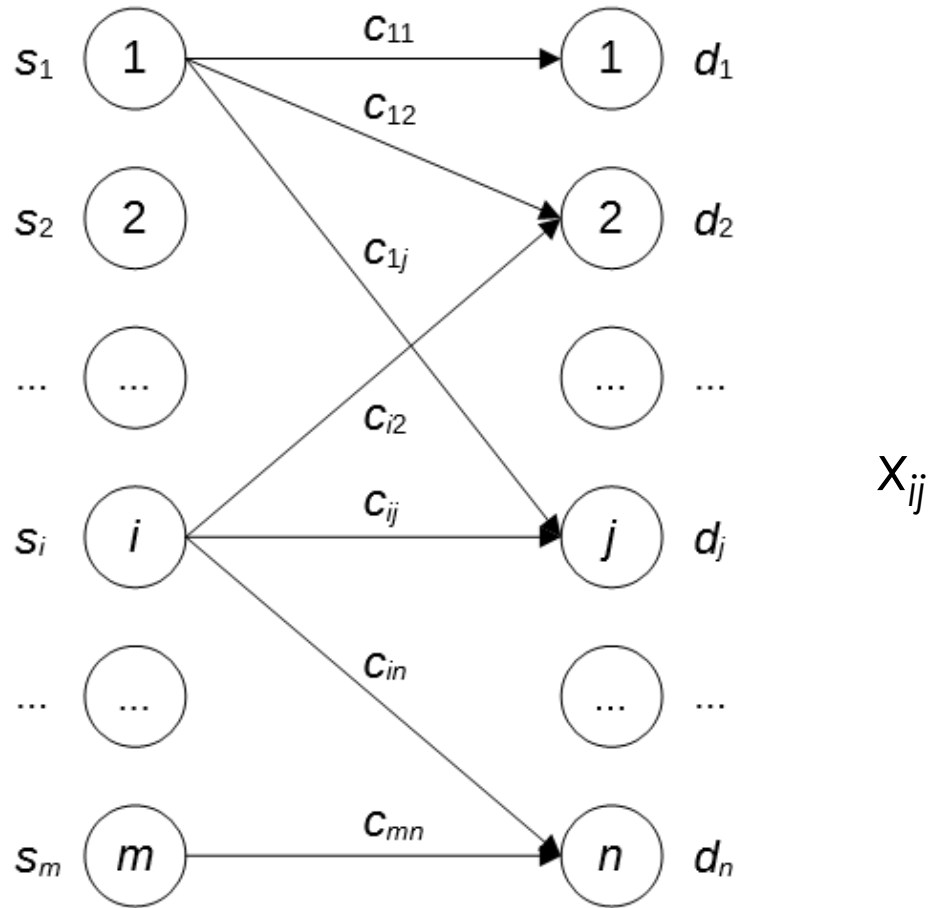 c₁₁
s₁ 1 1 d₁
c₁₂
s₂ 2 2 d₂
c₁ⱼ
... ... ... ...
cᵢ₂
xᵢⱼ
cᵢⱼ
sᵢ i j dⱼ
cᵢₙ
... ... ... ...
cₘₙ
sₘ m n dₙ